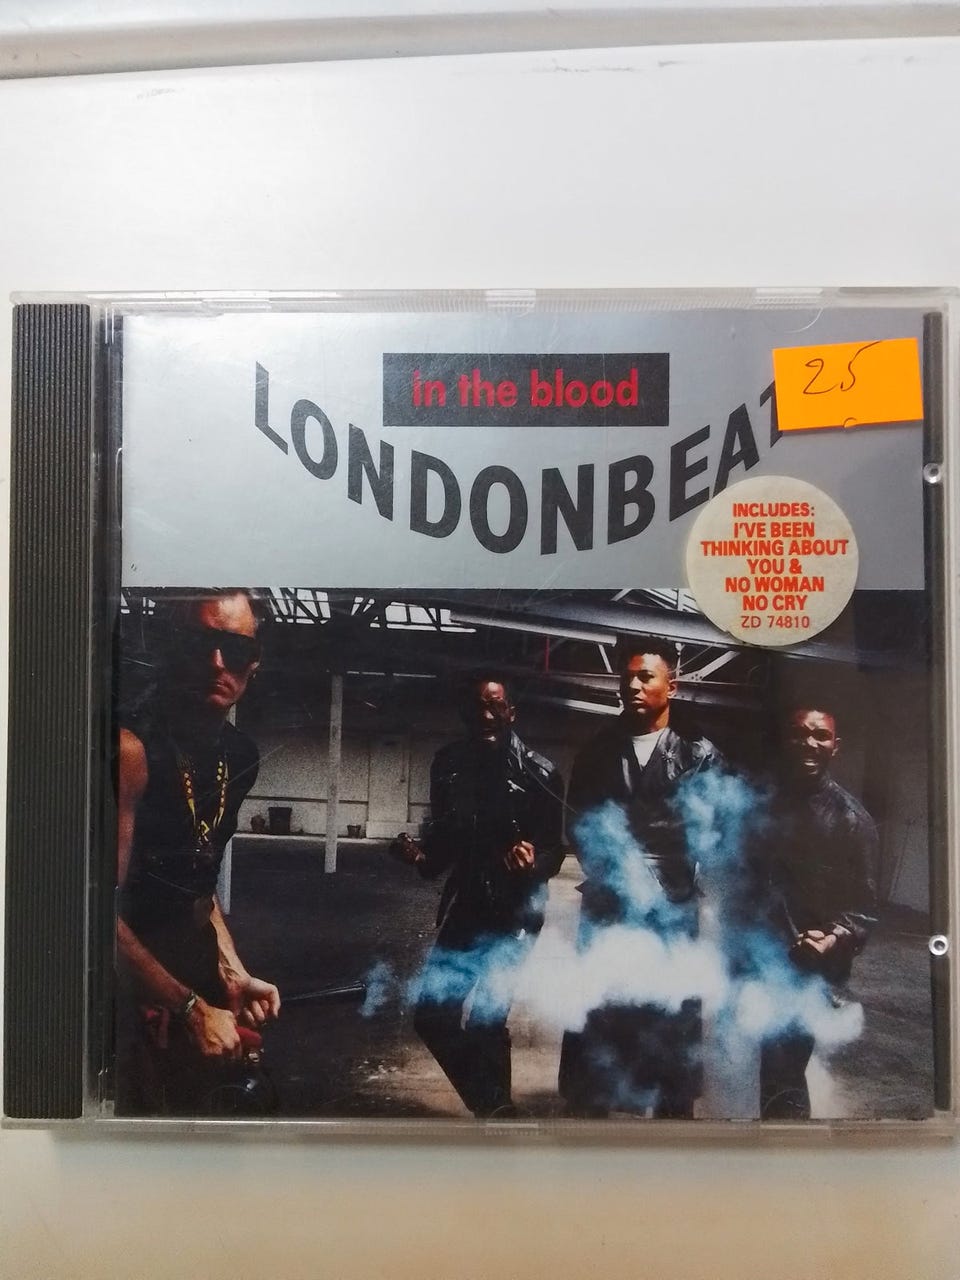 in the blood
LONDONBEAT
25
INCLUDES:
I'VE BEEN
THINKING ABOUT
YOU &
NO WOMAN
NO CRY
ZD 74810